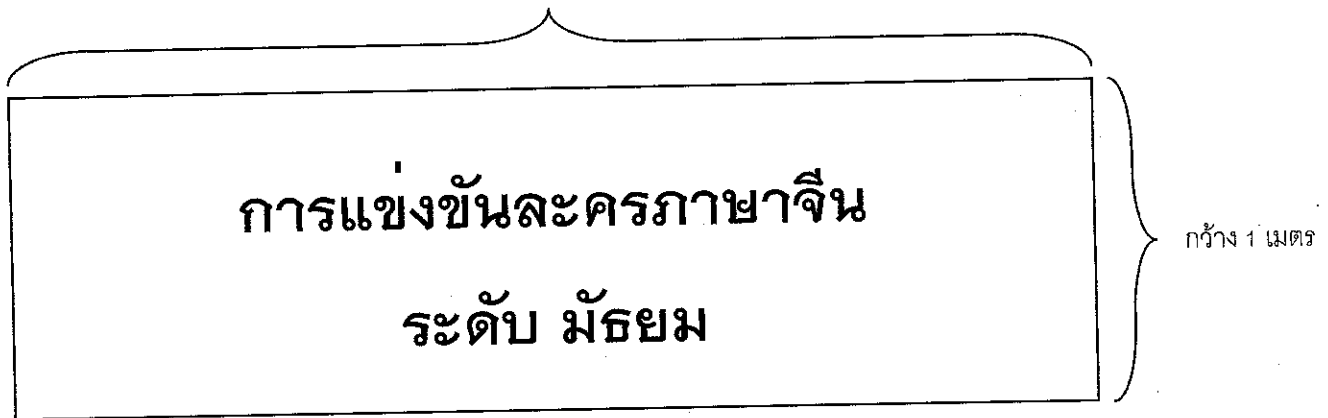 การแข่งขันละครภาษาจีน
กว้าง 1 เมตร
ระดับ มัธยม